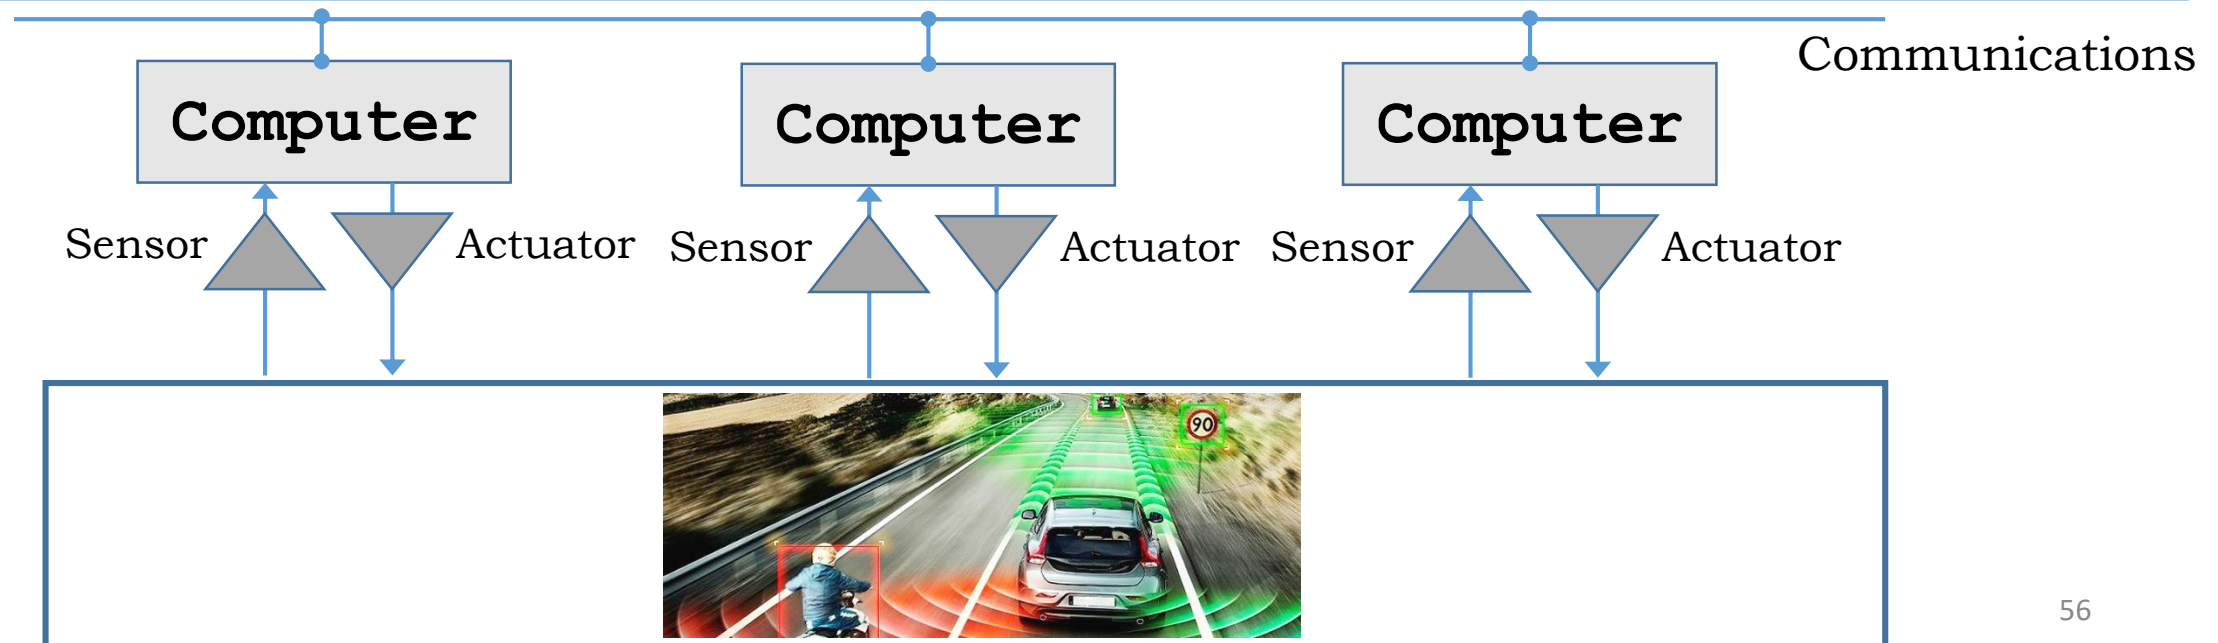 Communications
Computer Computer Computer
Sensor Actuator Sensor Actuator Sensor Actuator
90
56